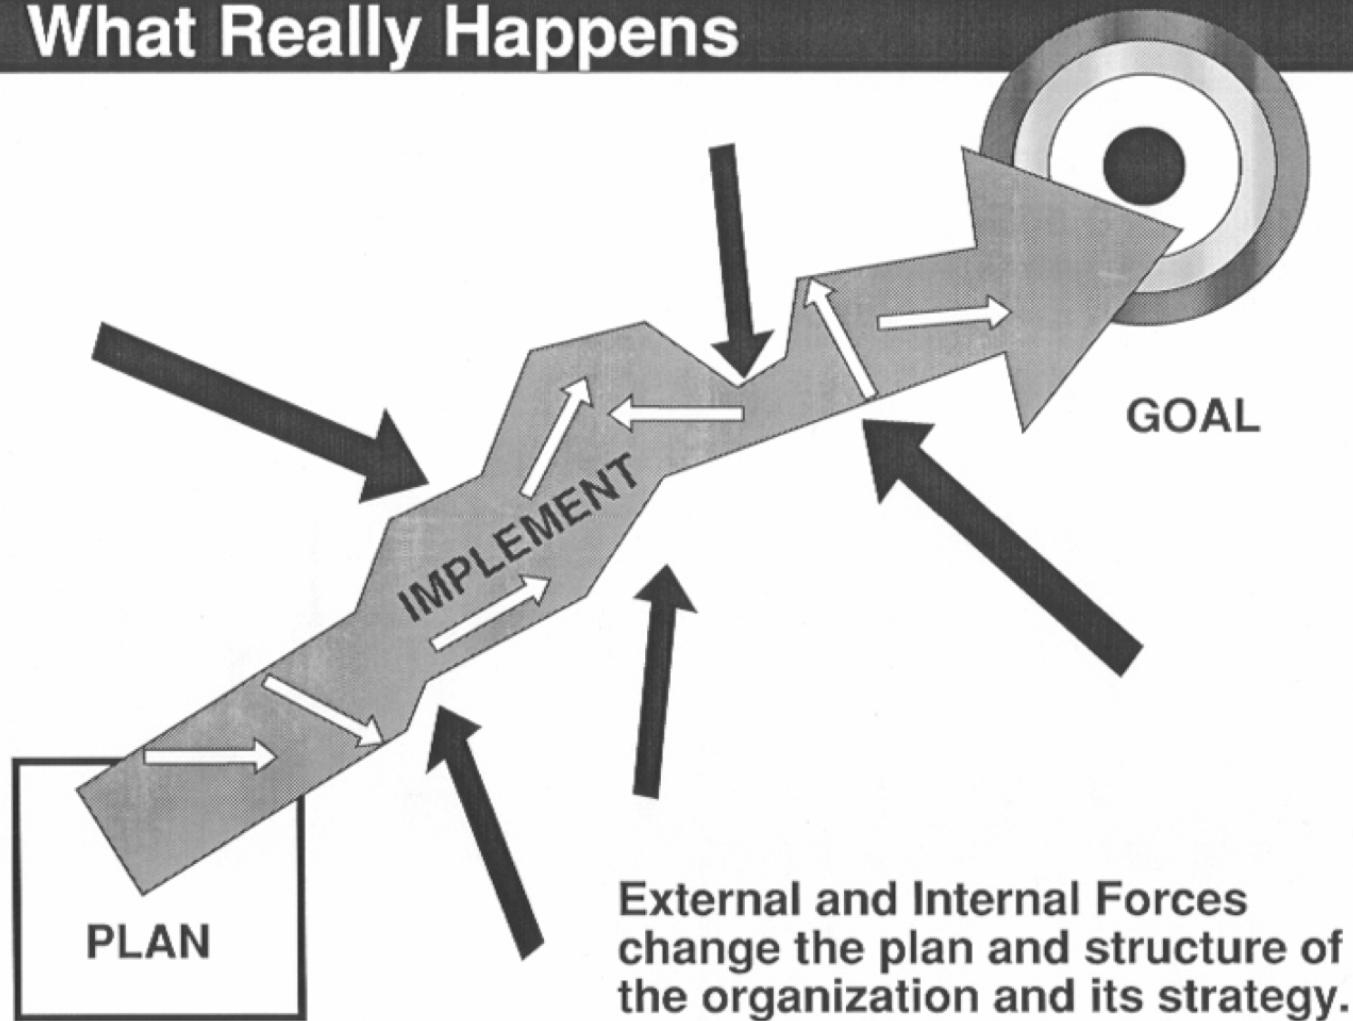 What Really Happens
GOAL
IMPLEMENT
PLAN
External and Internal Forces
change the plan and structure of
the organization and its strategy.